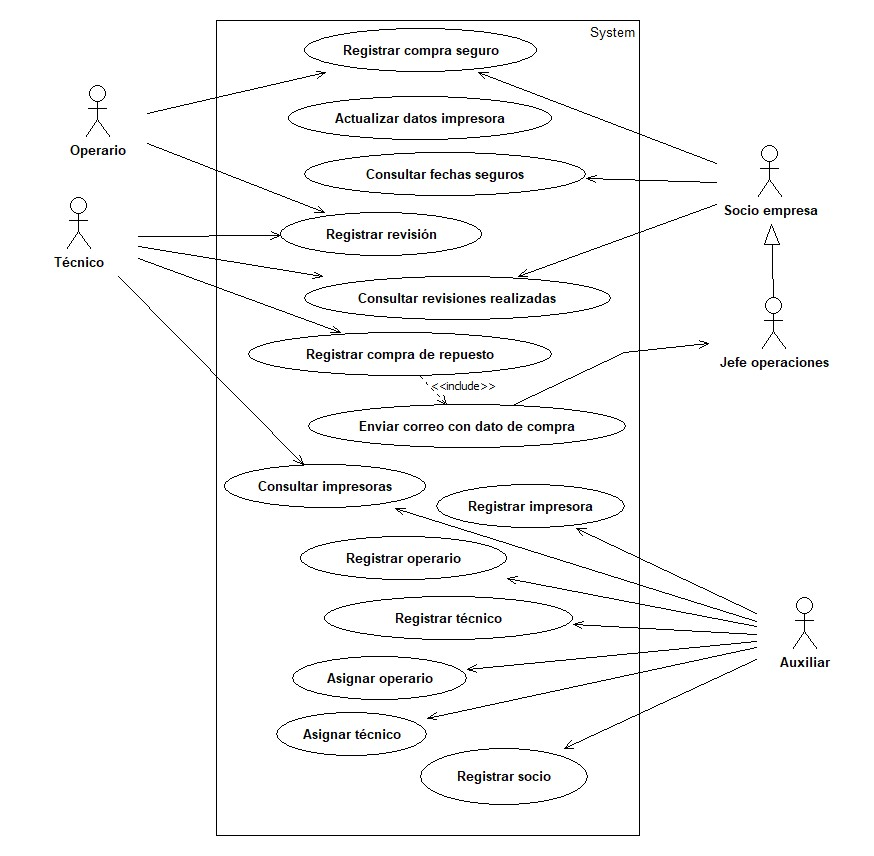 System
Registrar compra seguro
Operario
Actualizar datos impresora
Consultar fechas seguros
Socio empresa
Técnico
Registrar revisión
Consultar revisiones realizadas
Registrar compra de repuesto
Jefe operaciones
<<include>>
Enviar correo con dato de compra
Consultar impresoras
Registrar impresora
Registrar operario
Registrar técnico
Auxiliar
Asignar operario
Asignar técnico
Registrar socio